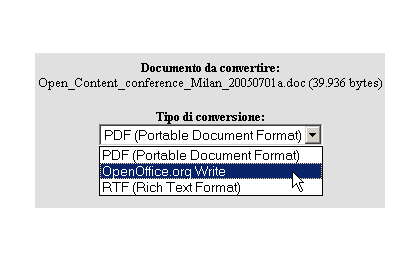 Documento da convertire:
Open_Content_conference_Milan_20050701a.doc (39.936 bytes)
Tipo di conversione:
PDF (Portable Document Format)
PDF (Portable Document Format)
OpenOffice.org Write
RTF (Rich Text Format)